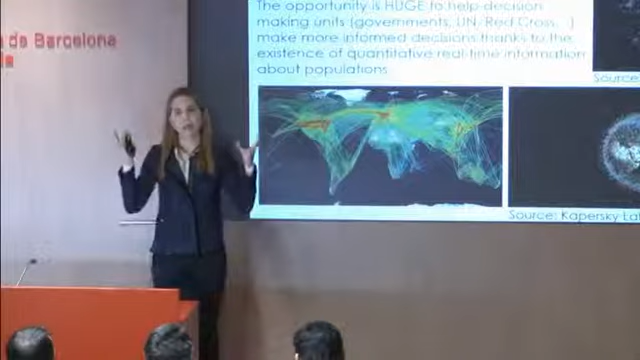 a de Barcelona
The opportunity is HUGE to help decision
making units (governments, UN, Red Cross...)
make more informed decisions thanks to the
existence of quantitative real-time information
about populations
Source:
Source: Kapersky Lab